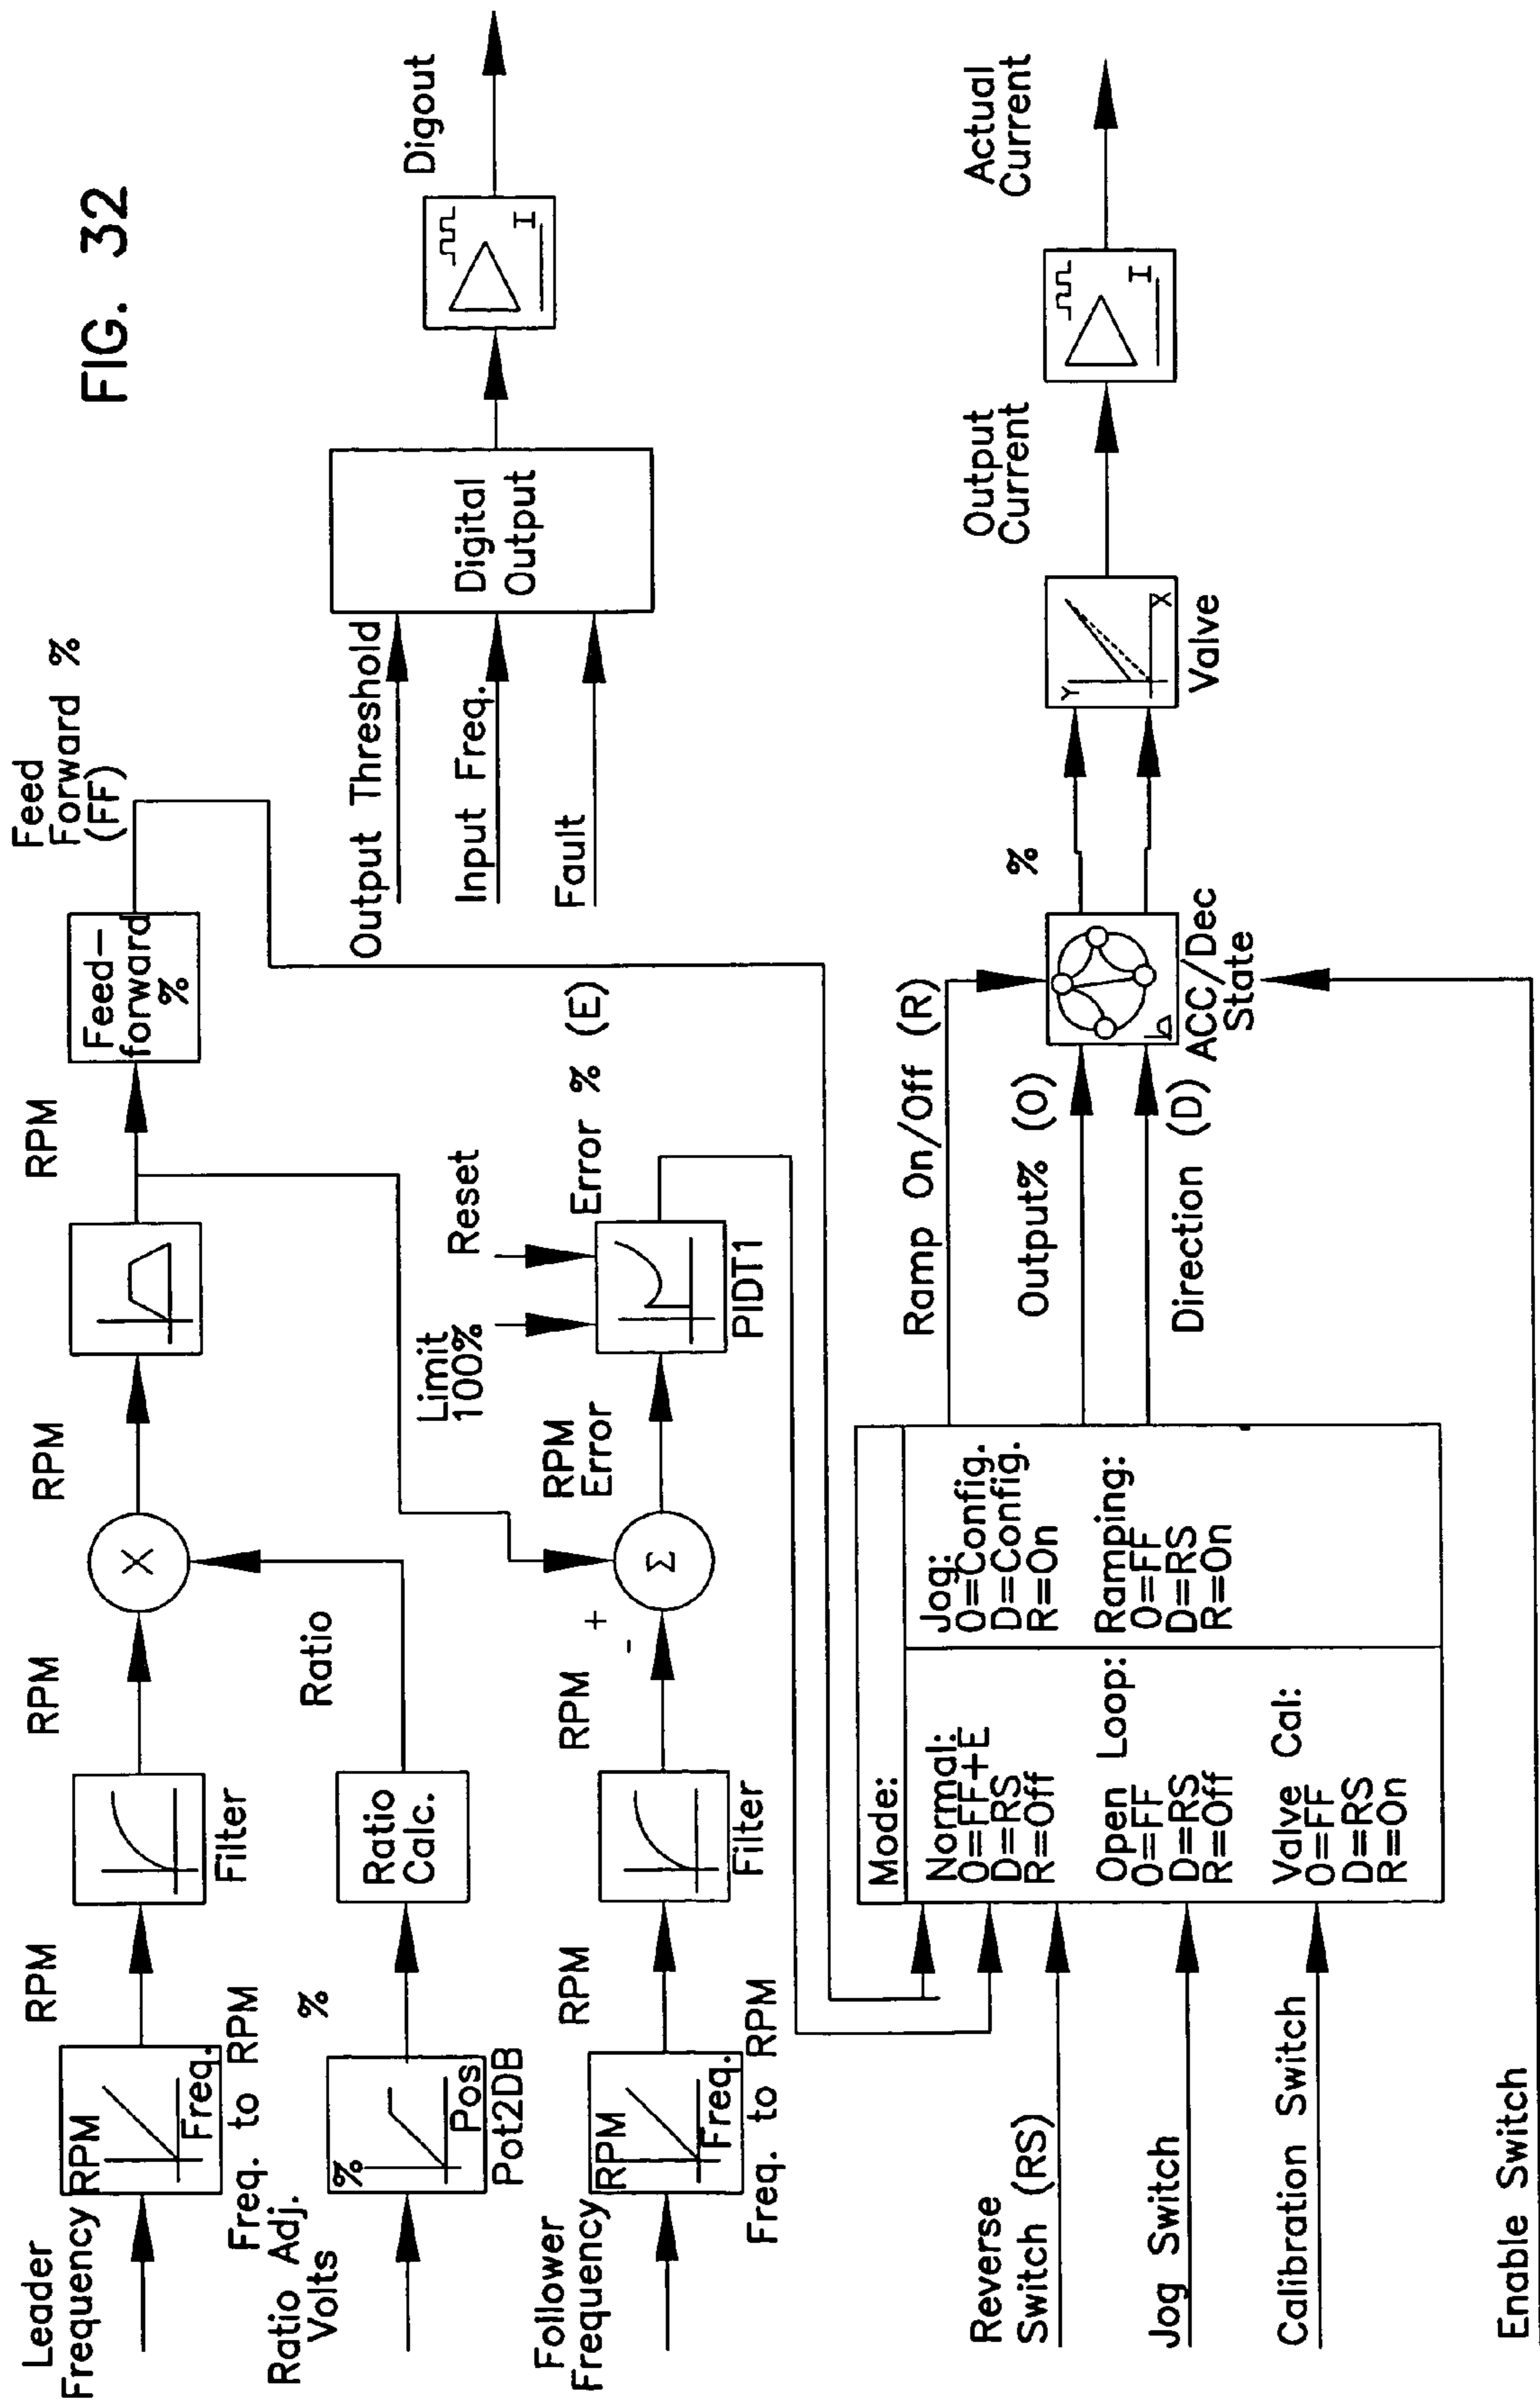 FIG. 32
Leader
Frequency
RPM
Freq.
Freq. to RPM
RPM
Filter
RPM
X
RPM
RPM
Feed-
forward
%
Feed
Forward %
(FF)
Ratio Adj.
Volts
%
Pos
Pot2DB
%
Ratio
Calc.
Ratio
Follower
Frequency
RPM
Freq.
Freq. to RPM
RPM
Filter
RPM
-
+
Σ
RPM
Error
Limit
100%
Reset
PIDT1
Error % (E)
Output Threshold
Input Freq.
Fault
Digital
Output
I
Digout
Reverse
Switch (RS)
Jog Switch
Calibration Switch
Enable Switch
Mode:
Normal:
O=FF+E
D=RS
R=Off
Open Loop:
O=FF
D=RS
R=Off
Valve Cal:
O=FF
D=RS
R=On
Jog:
O=Config.
D=Config.
R=On
Ramping:
O=FF
D=RS
R=On
Ramp On/Off (R)
Output% (O)
Direction (D)
ACC/Dec
State
%
Y
X
Valve
Output
Current
I
Actual
Current